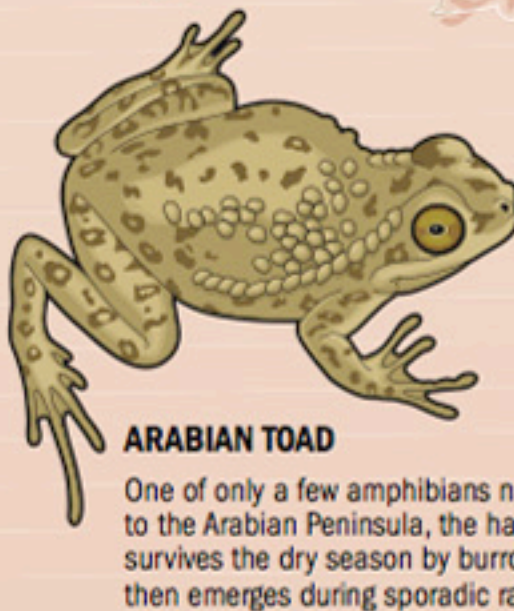 ARABIAN TOAD
One of only a few amphibians
to the Arabian Peninsula, the
survives the dry season by
then emerges during sporadic